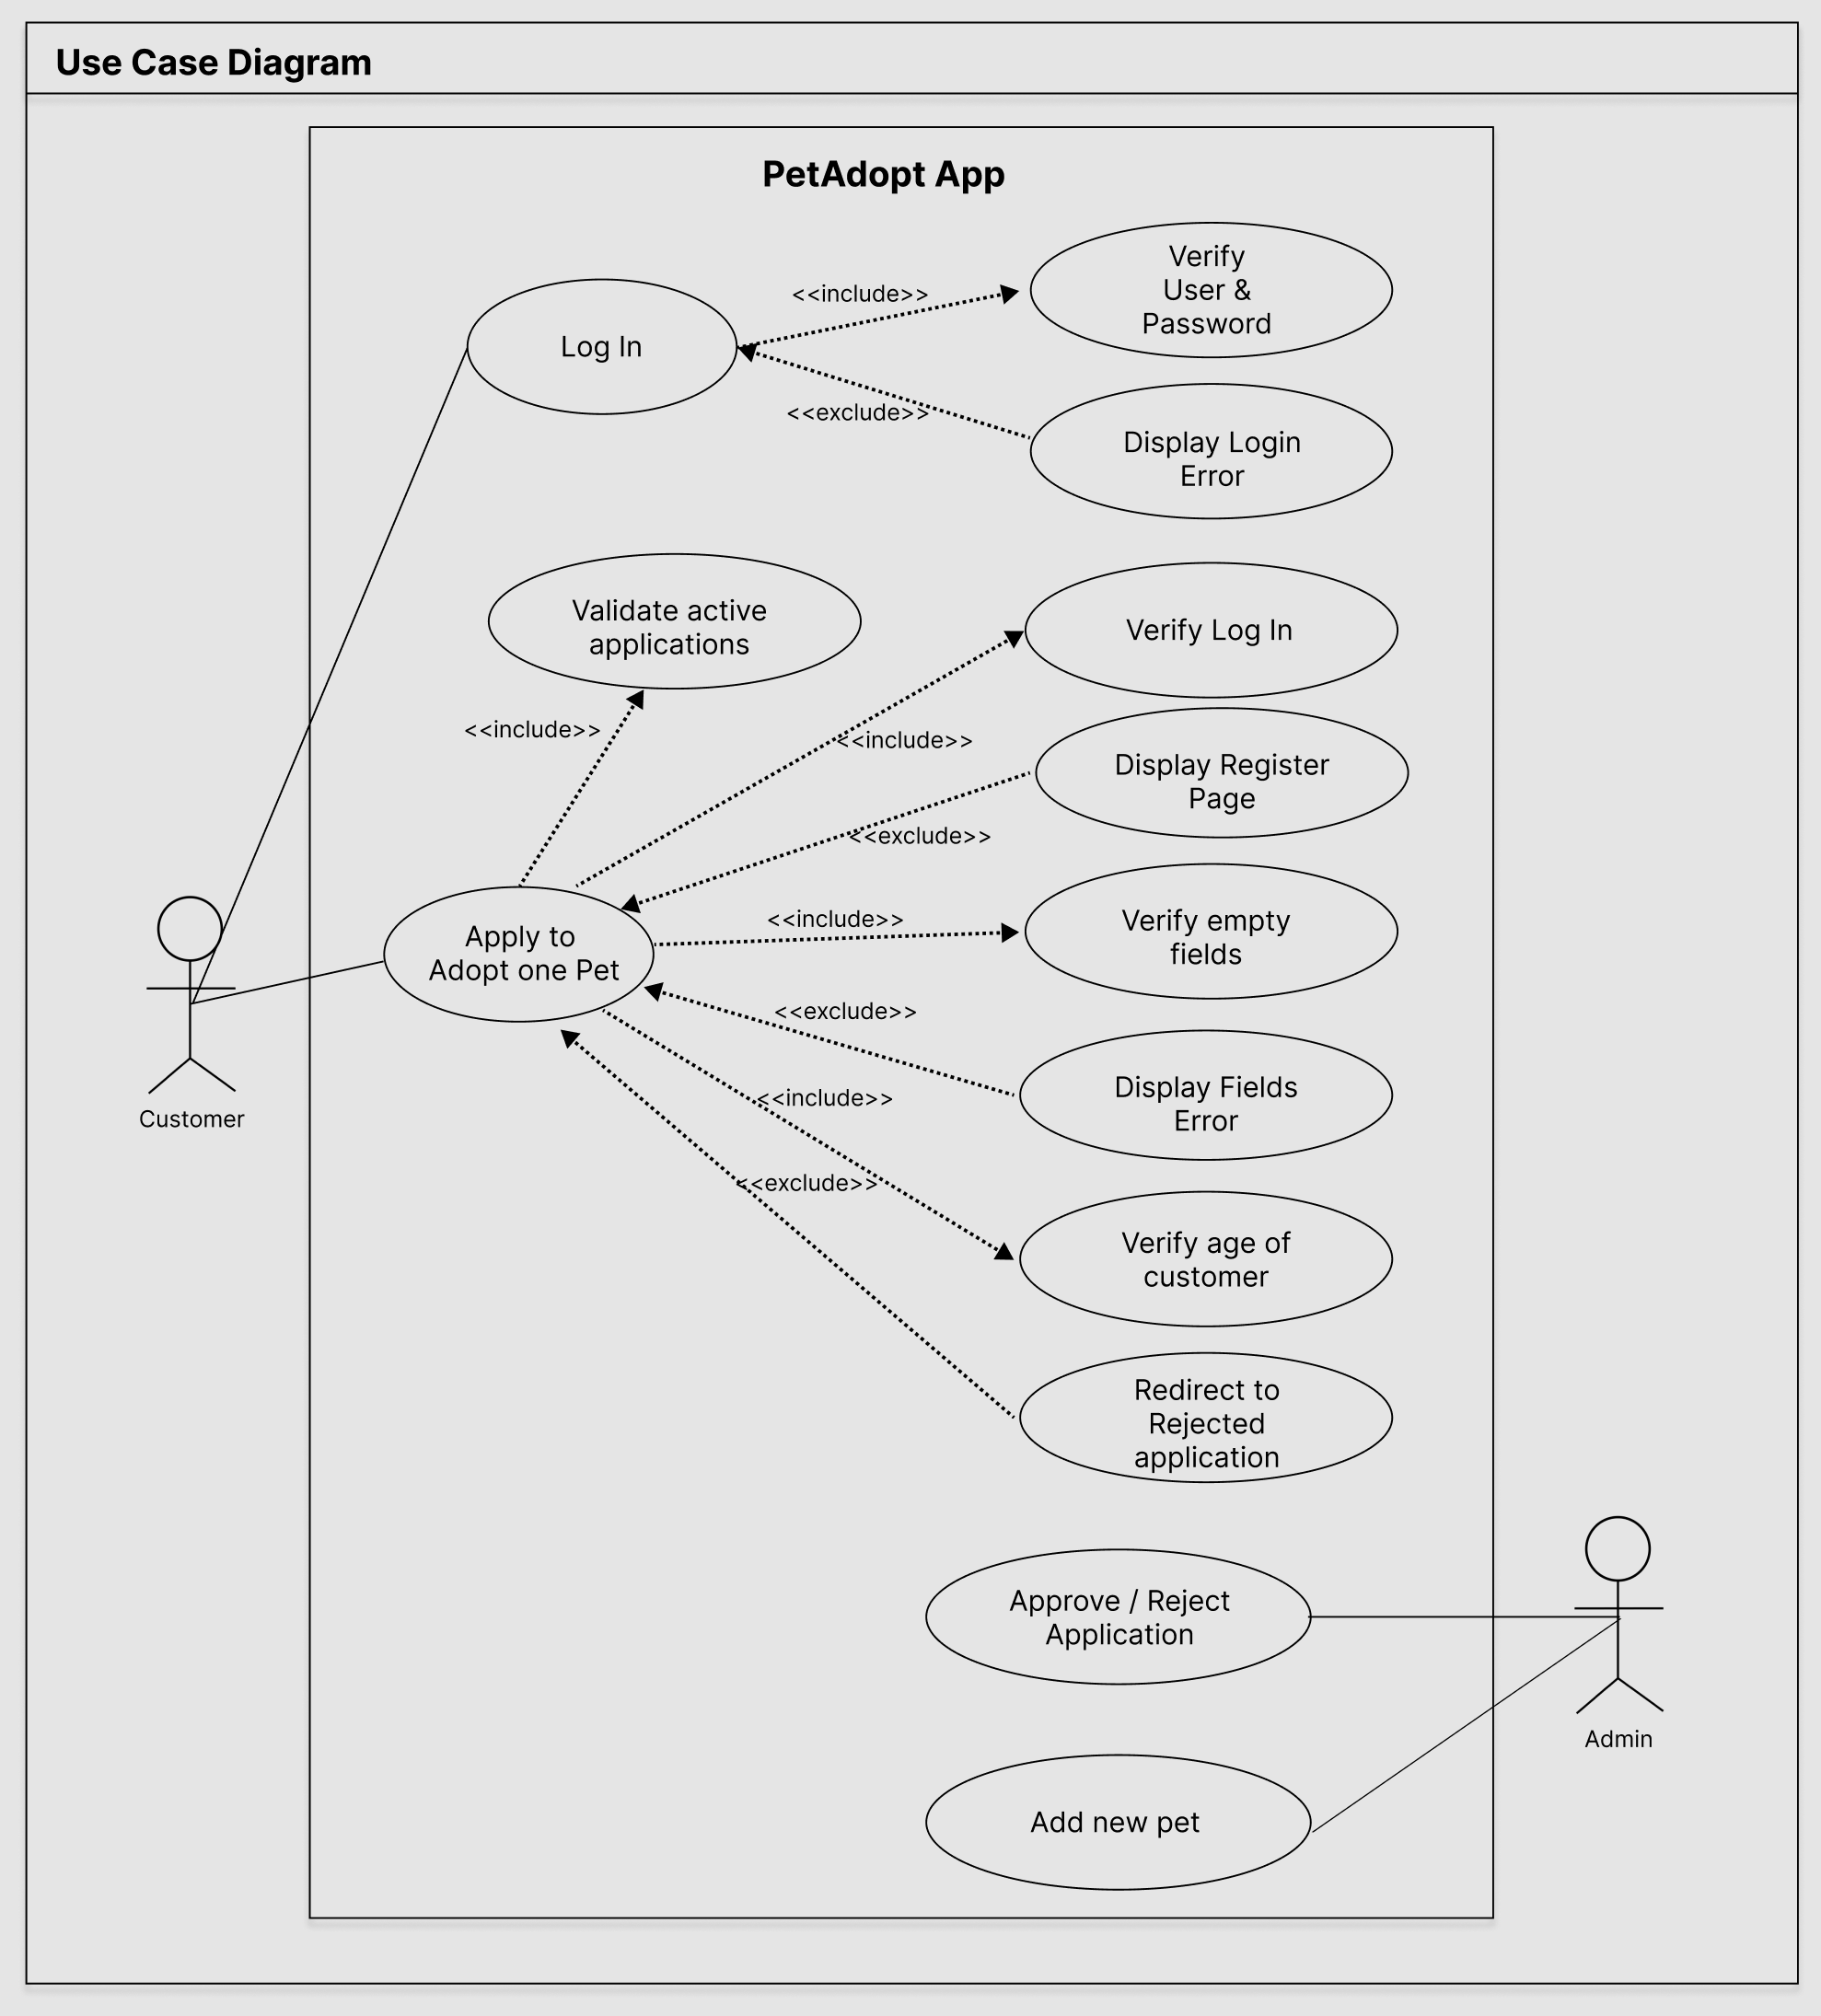 Use Case Diagram
PetAdopt App
Verify
User &
Password
<<include>>
Log In
<<exclude>>
Display Login
Error
Validate active
applications
Verify Log In
<<include>>
<<include>>
Display Register
Page
<<exclude>>
Apply to
Adopt one Pet
<<include>>
Verify empty
fields
<<exclude>>
Display Fields
Error
<<include>>
Customer
<<exclude>>
Verify age of
customer
Redirect to
Rejected
application
Approve / Reject
Application
Admin
Add new pet